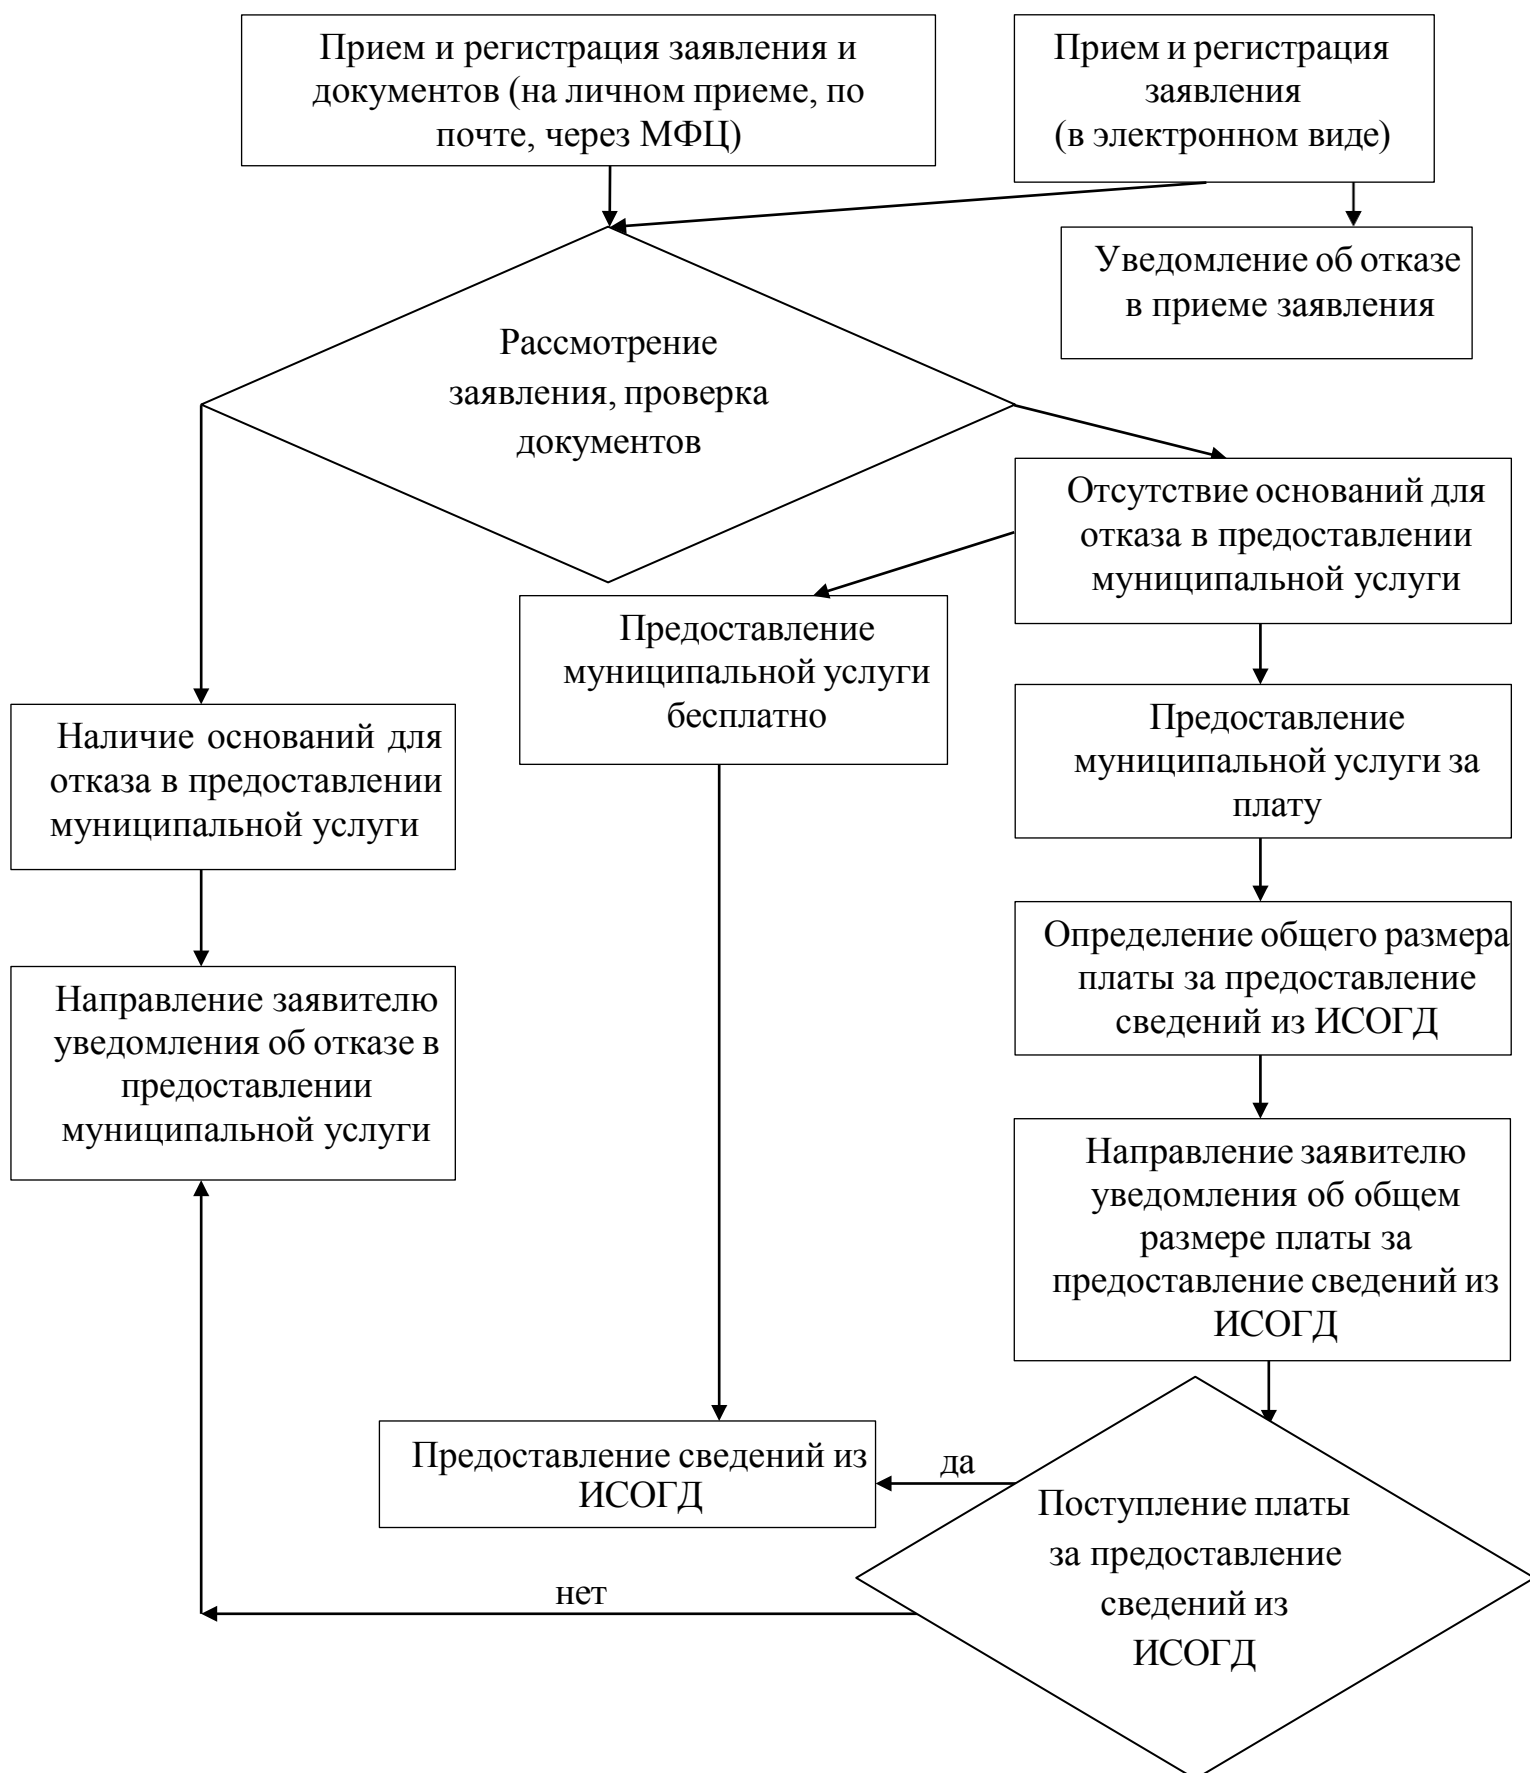 Прием и регистрация заявления и
документов (на личном приеме, по
почте, через МФЦ)
Прием и регистрация
заявления
(в электронном виде)
Уведомление об отказе
в приеме заявления
Рассмотрение
заявления, проверка
документов
Отсутствие оснований для
отказа в предоставлении
муниципальной услуги
Предоставление
муниципальной услуги
бесплатно
Предоставление
муниципальной услуги за
плату
Наличие оснований для
отказа в предоставлении
муниципальной услуги
Определение общего размера
платы за предоставление
сведений из ИСОГД
Направление заявителю
уведомления об отказе в
предоставлении
муниципальной услуги
Направление заявителю
уведомления об общем
размере платы за
предоставление сведений из
ИСОГД
Предоставление сведений из
ИСОГД
да
Поступление платы
за предоставление
сведений из
ИСОГД
нет